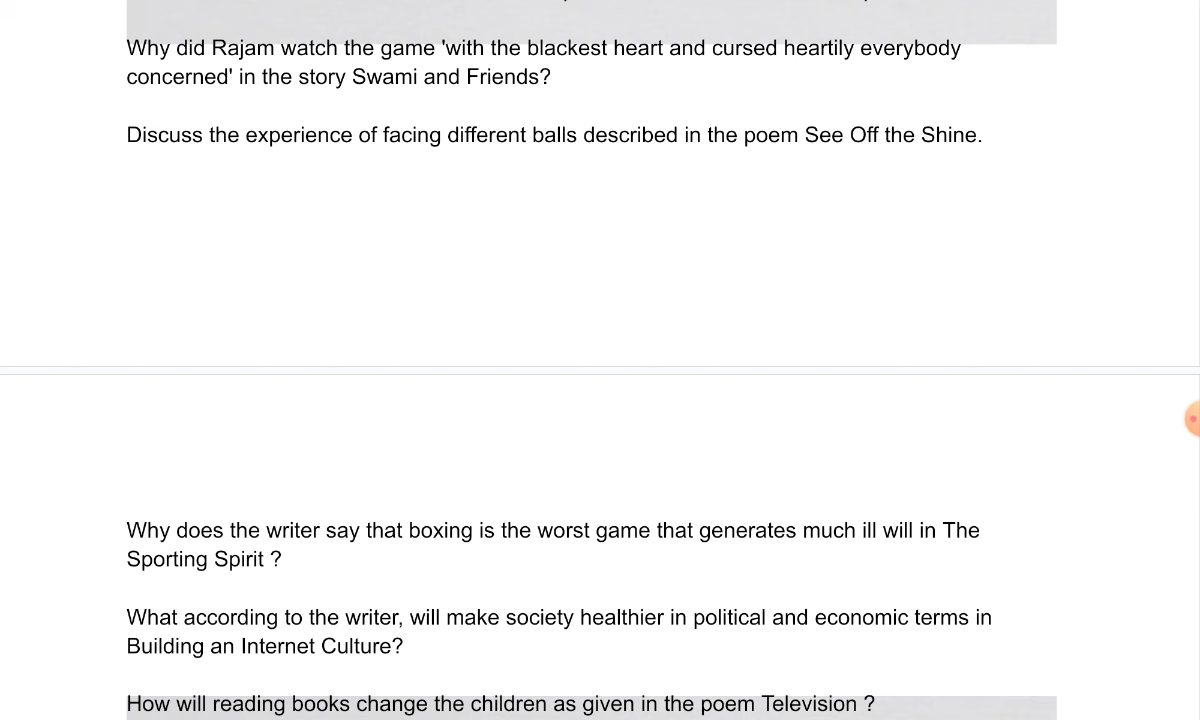 Why did Rajam watch the game 'with the blackest heart and cursed heartily everybody
concerned' in the story Swami and Friends?
Discuss the experience of facing different balls described in the poem See Off the Shine.
Why does the writer say that boxing is the worst game that generates much ill will in The
Sporting Spirit ?
What according to the writer, will make society healthier in political and economic terms in
Building an Internet Culture?
How will reading books change the children as given in the poem Television ?